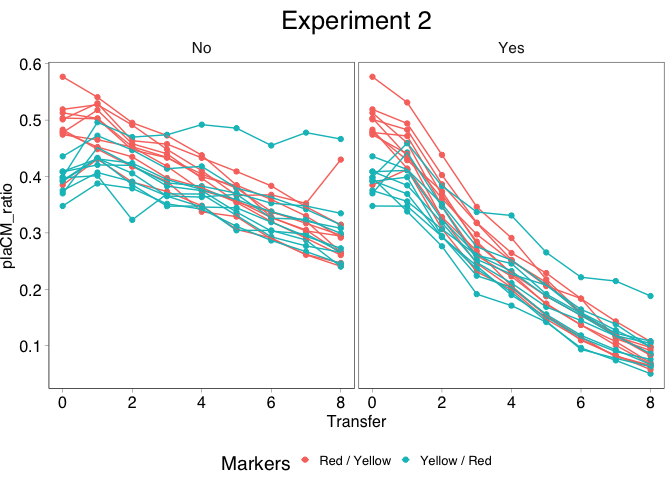 Experiment 2
No Yes
0.6
0.5
0.4
0.3
0.2
0.1
plaCM_ratio
0 2 4 6 8 0 2 4 6 8
Transfer
Markers Red / Yellow Yellow / Red